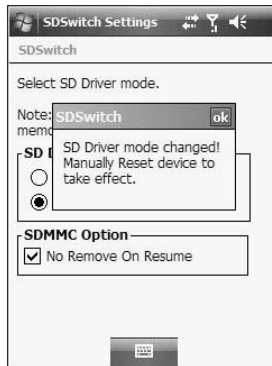 SDSwitch Settings
SDSwitch
Select SD Driver mode.
Note:
memo
SDSwitch ok
SD Driver mode changed!
Manually Reset device to
take effect.
SD
SDMMC Option
No Remove On Resume